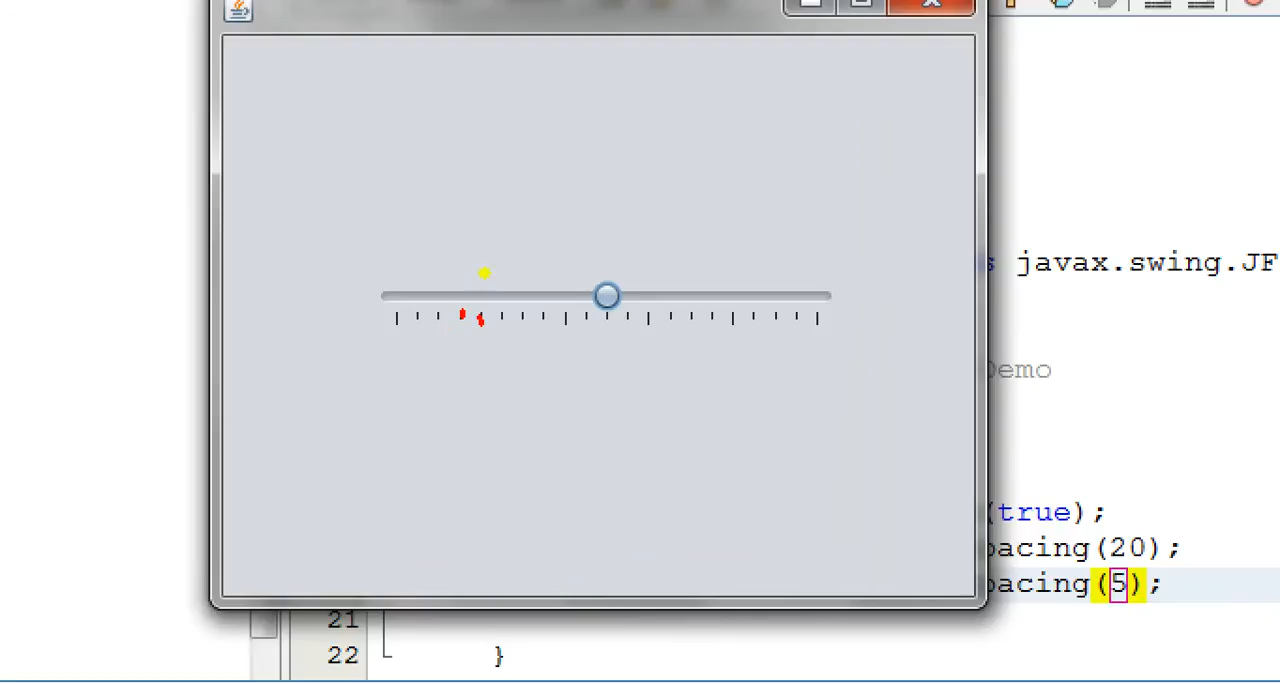 javax.swing.JF
Demo
(true);
pacing(20);
pacing(5);
21
22 }